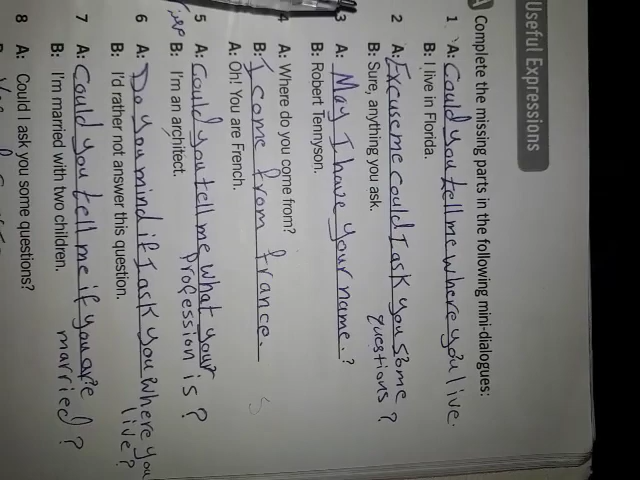 Useful Expressions
A Complete the missing parts in the following mini-dialogues:
1 A: Could you tell me where you live.
B: I live in Florida.
2 A: Excuse me could I ask you some
questions?
B: Sure, anything you ask.
3 A: May I have your name.?
B: Robert Tennyson.
4 A: Where do you come from?
B: I come from france.
A: Oh! You are French.
5 A: Could you tell me what your
profession is?
B: I'm an architect.
6 A: Do you mind if I ask you where you
live?
B: I'd rather not answer this question.
7 A: Could you tell me if you are
married?
B: I'm married with two children.
8 A: Could I ask you some questions?